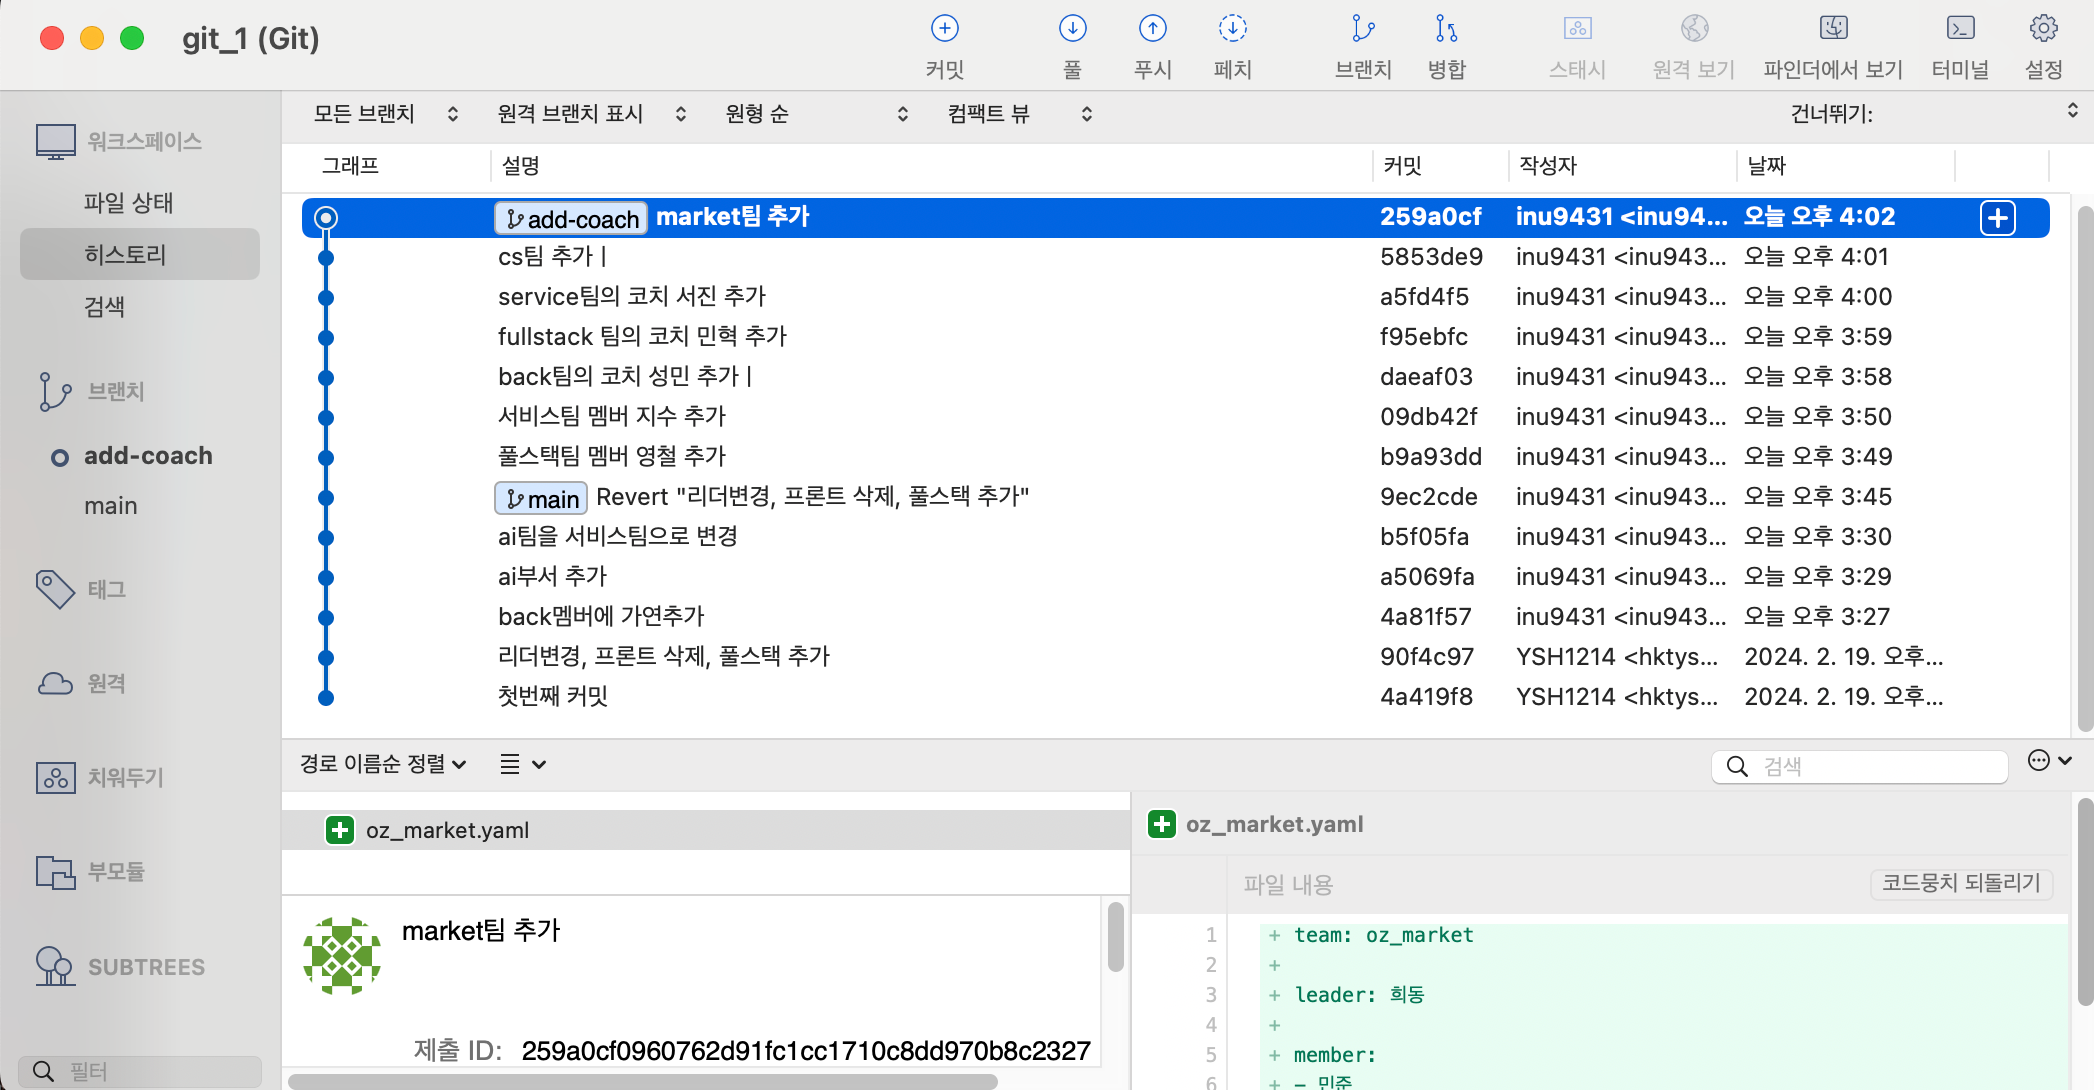 git_1 (Git)
커밋 풀 푸시 페치 브랜치 병합 스태시 원격 보기 파인더에서 보기 터미널 설정
모든 브랜치 원격 브랜치 표시 원형 순 컴팩트 뷰 건너뛰기:
워크스페이스
파일 상태
히스토리
검색
브랜치
add-coach
main
태그
원격
치워두기
부모듈
SUBTREES
필터
그래프 설명 커밋 작성자 날짜
add-coach market팀 추가 259a0cf inu9431 <inu94... 오늘 오후 4:02
cs팀 추가 | 5853de9 inu9431 <inu943... 오늘 오후 4:01
service팀의 코치 서진 추가 a5fd4f5 inu9431 <inu943... 오늘 오후 4:00
fullstack 팀의 코치 민혁 추가 f95ebfc inu9431 <inu943... 오늘 오후 3:59
back팀의 코치 성민 추가 | daeaf03 inu9431 <inu943... 오늘 오후 3:58
서비스팀 멤버 지수 추가 09db42f inu9431 <inu943... 오늘 오후 3:50
풀스택팀 멤버 영철 추가 b9a93dd inu9431 <inu943... 오늘 오후 3:49
main Revert "리더변경, 프론트 삭제, 풀스택 추가" 9ec2cde inu9431 <inu943... 오늘 오후 3:45
ai팀을 서비스팀으로 변경 b5f05fa inu9431 <inu943... 오늘 오후 3:30
ai부서 추가 a5069fa inu9431 <inu943... 오늘 오후 3:29
back멤버에 가연추가 4a81f57 inu9431 <inu943... 오늘 오후 3:27
리더변경, 프론트 삭제, 풀스택 추가 90f4c97 YSH1214 <hktys... 2024. 2. 19. 오후...
첫번째 커밋 4a419f8 YSH1214 <hktys... 2024. 2. 19. 오후...
경로 이름순 정렬 검색
oz_market.yaml
market팀 추가
제출 ID: 259a0cf0960762d91fc1cc1710c8dd970b8c2327
oz_market.yaml
파일 내용 코드뭉치 되돌리기
1 + team: oz_market
2 +
3 + leader: 희동
4 +
5 + member:
6 + - 민준